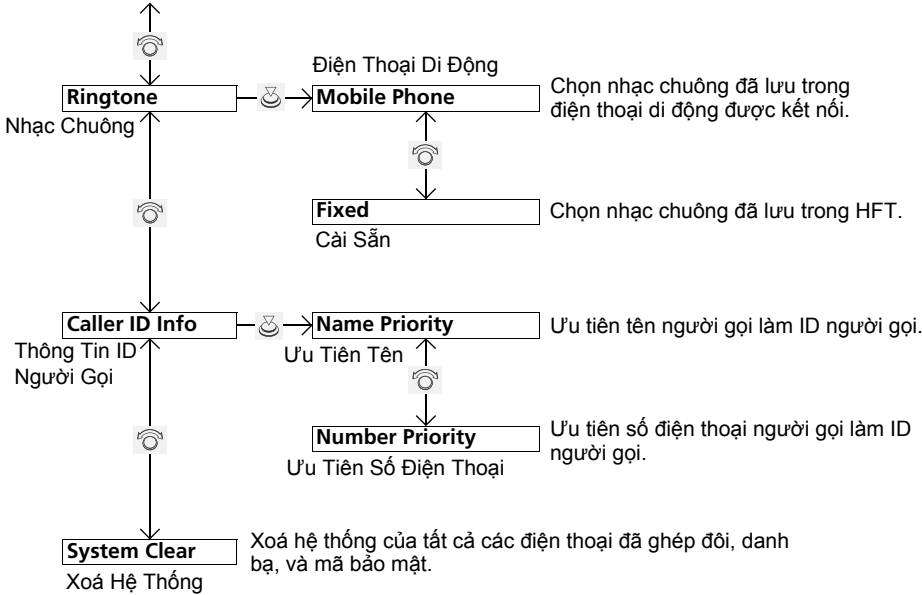 Điện Thoại Di Động
Ringtone
Mobile Phone
Chọn nhạc chuông đã lưu trong
điện thoại di động được kết nối.
Nhạc Chuông
Fixed
Chọn nhạc chuông đã lưu trong HFT.
Cài Sẵn
Caller ID Info
Name Priority
Ưu tiên tên người gọi làm ID người gọi.
Thông Tin ID
Người Gọi
Ưu Tiên Tên
Number Priority
Ưu tiên số điện thoại người gọi làm ID
người gọi.
Ưu Tiên Số Điện Thoại
System Clear
Xoá hệ thống của tất cả các điện thoại đã ghép đôi, danh
bạ, và mã bảo mật.
Xoá Hệ Thống